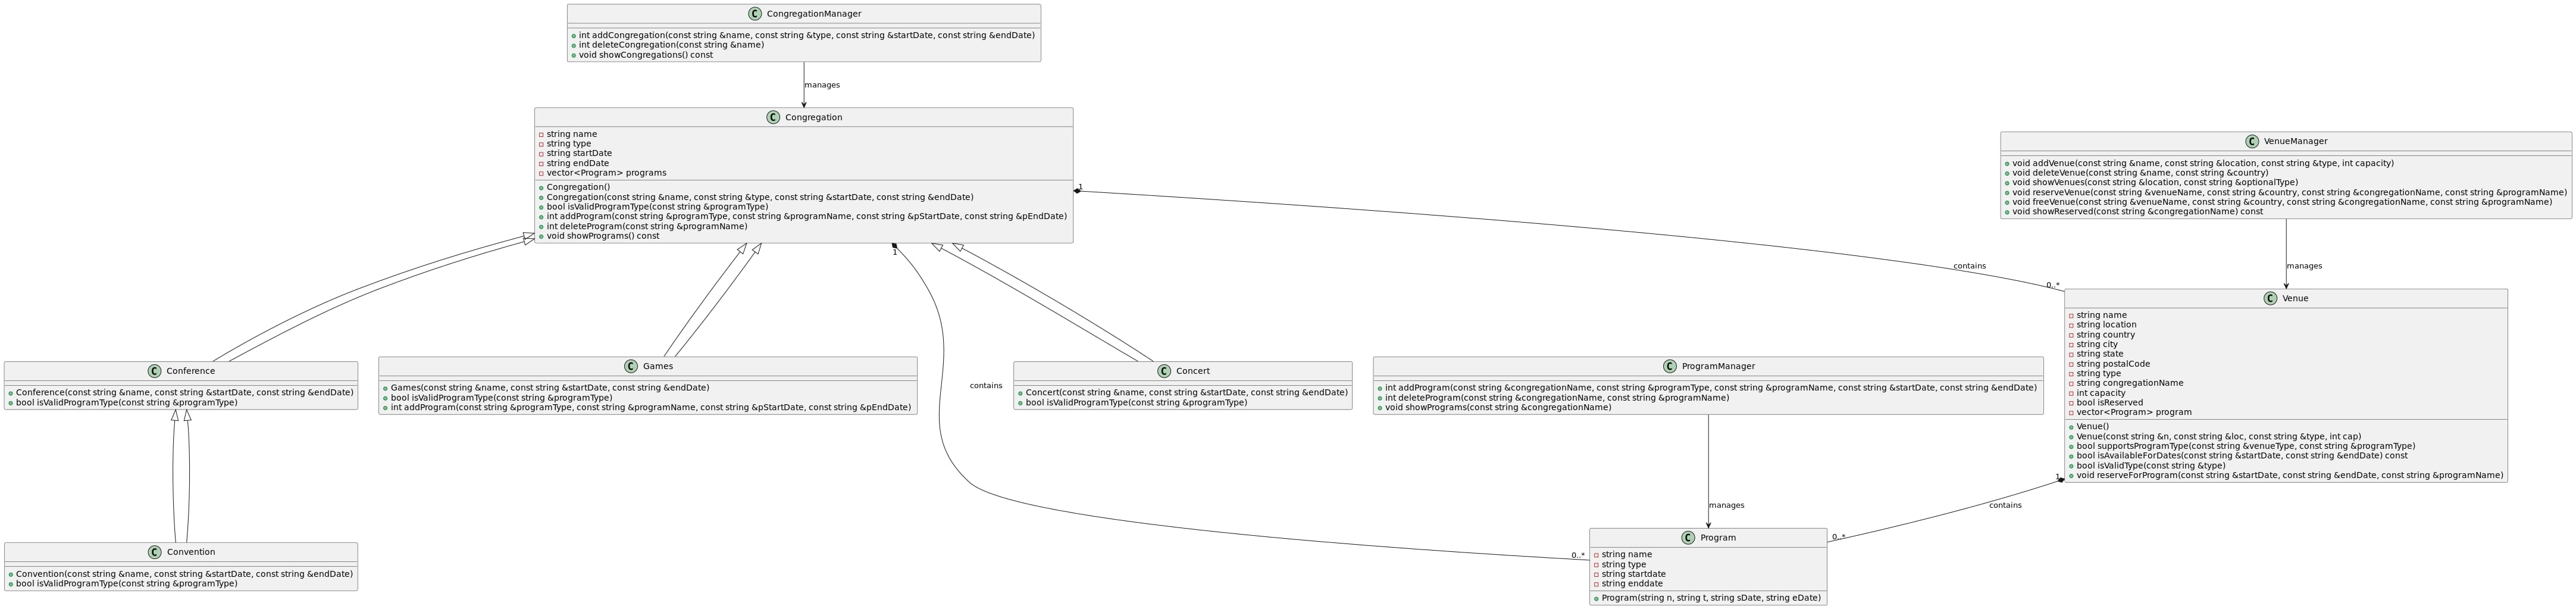 CongregationManager
int addCongregation(const string &name, const string &type, const string &startDate, const string &endDate)
int deleteCongregation(const string &name)
void showCongregations() const
manages
Congregation
string name
string type
string startDate
string endDate
vector<Program> programs
Congregation()
Congregation(const string &name, const string &type, const string &startDate, const string &endDate)
bool isValidProgramType(const string &programType)
int addProgram(const string &programType, const string &programName, const string &pStartDate, const string &pEndDate)
int deleteProgram(const string &programName)
void showPrograms() const
1
1
VenueManager
void addVenue(const string &name, const string &location, const string &type, int capacity)
void deleteVenue(const string &name, const string &country)
void showVenues(const string &location, const string &optionalType)
void reserveVenue(const string &venueName, const string &country, const string &congregationName, const string &programName)
void freeVenue(const string &venueName, const string &country, const string &congregationName, const string &programName)
void showReserved(const string &congregationName) const
contains
manages
0..*
Venue
string name
string location
string country
string city
string state
string postalCode
string type
string congregationName
int capacity
bool isReserved
vector<Program> program
Venue()
Venue(const string &n, const string &loc, const string &type, int cap)
bool supportsProgramType(const string &venueType, const string &programType)
bool isAvailableForDates(const string &startDate, const string &endDate) const
bool isValidType(const string &type)
void reserveForProgram(const string &startDate, const string &endDate, const string &programName)
Conference
Conference(const string &name, const string &startDate, const string &endDate)
bool isValidProgramType(const string &programType)
Games
Games(const string &name, const string &startDate, const string &endDate)
bool isValidProgramType(const string &programType)
int addProgram(const string &programType, const string &programName, const string &pStartDate, const string &pEndDate)
contains
Concert
Concert(const string &name, const string &startDate, const string &endDate)
bool isValidProgramType(const string &programType)
ProgramManager
int addProgram(const string &congregationName, const string &programType, const string &programName, const string &startDate, const string &endDate)
int deleteProgram(const string &congregationName, const string &programName)
void showPrograms(const string &congregationName)
1
manages
contains
0..*
0..*
Convention
Convention(const string &name, const string &startDate, const string &endDate)
bool isValidProgramType(const string &programType)
Program
string name
string type
string startdate
string enddate
Program(string n, string t, string sDate, string eDate)